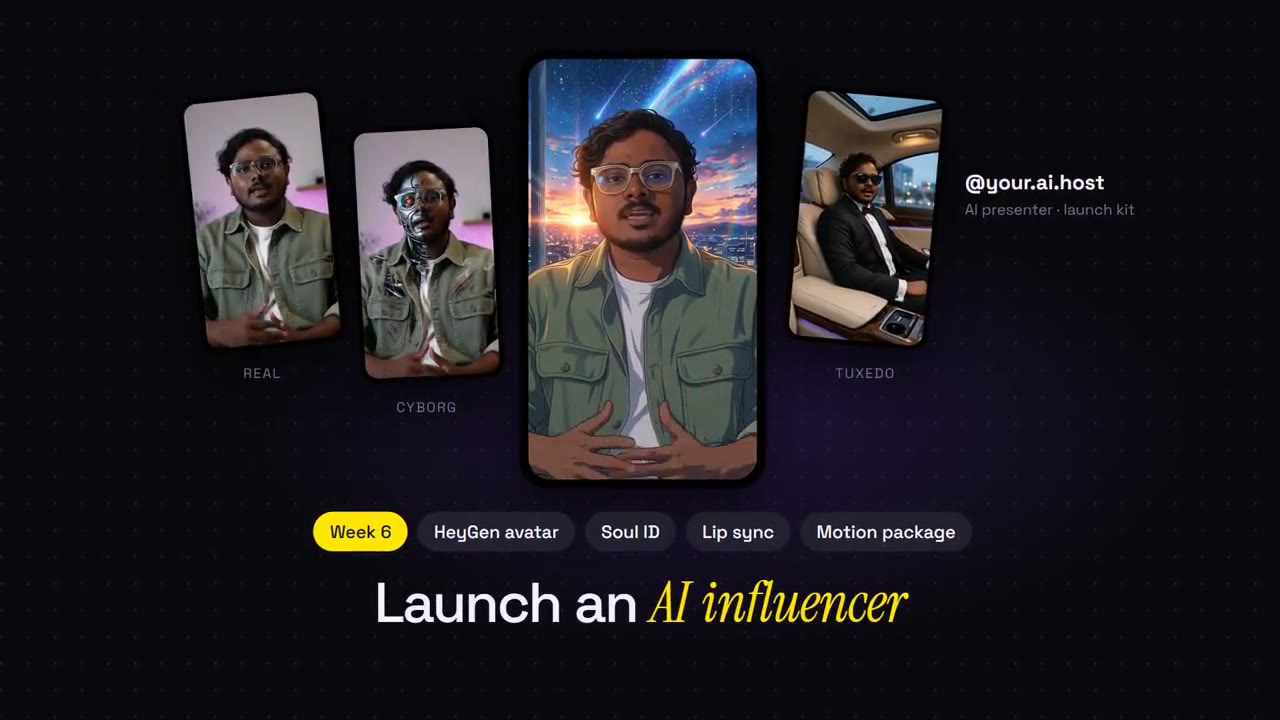 @your.ai.host
AI presenter · launch kit
REAL
TUXEDO
CYBORG
Week 6
HeyGen avatar
Soul ID
Lip sync
Motion package
Launch an AI influencer